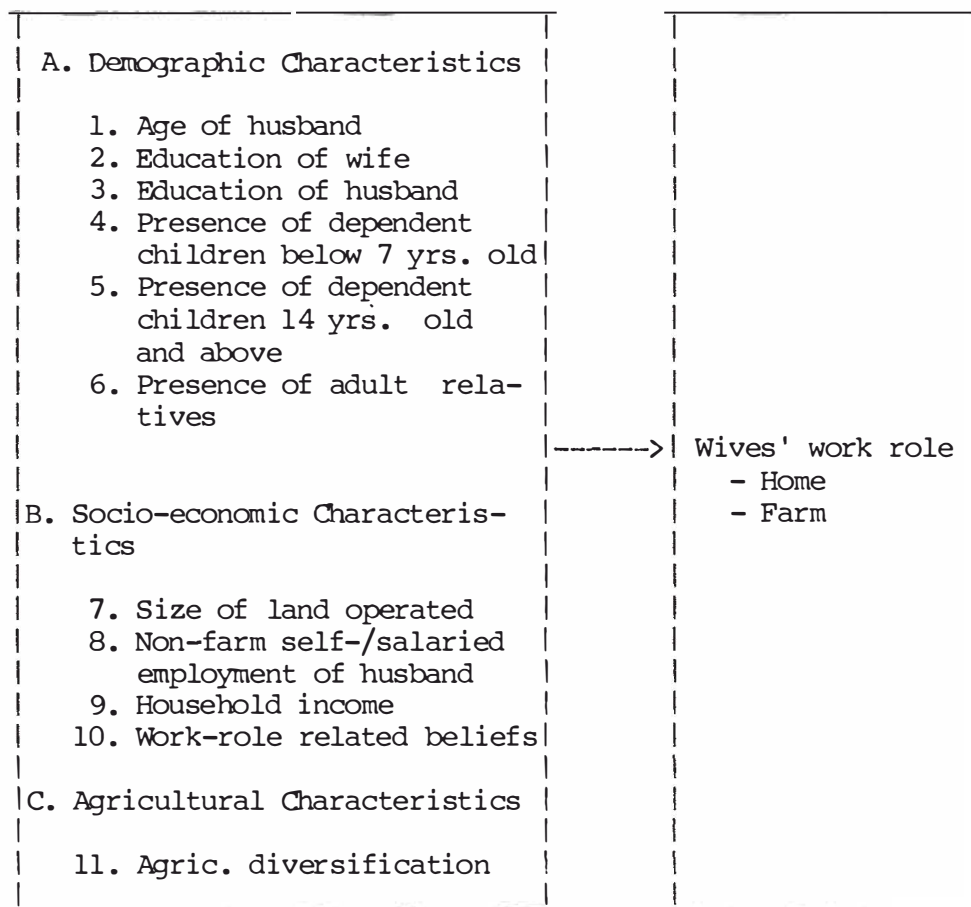 A. Demographic Characteristics
1. Age of husband
2. Education of wife
3. Education of husband
4. Presence of dependent
children below 7 yrs. old
5. Presence of dependent
children 14 yrs. old
and above
6. Presence of adult rela-
tives
B. Socio-economic Characteris-
tics
7. Size of land operated
8. Non-farm self-/salaried
employment of husband
9. Household income
10. Work-role related beliefs
C. Agricultural Characteristics
11. Agric. diversification
------> Wives' work role
- Home
- Farm